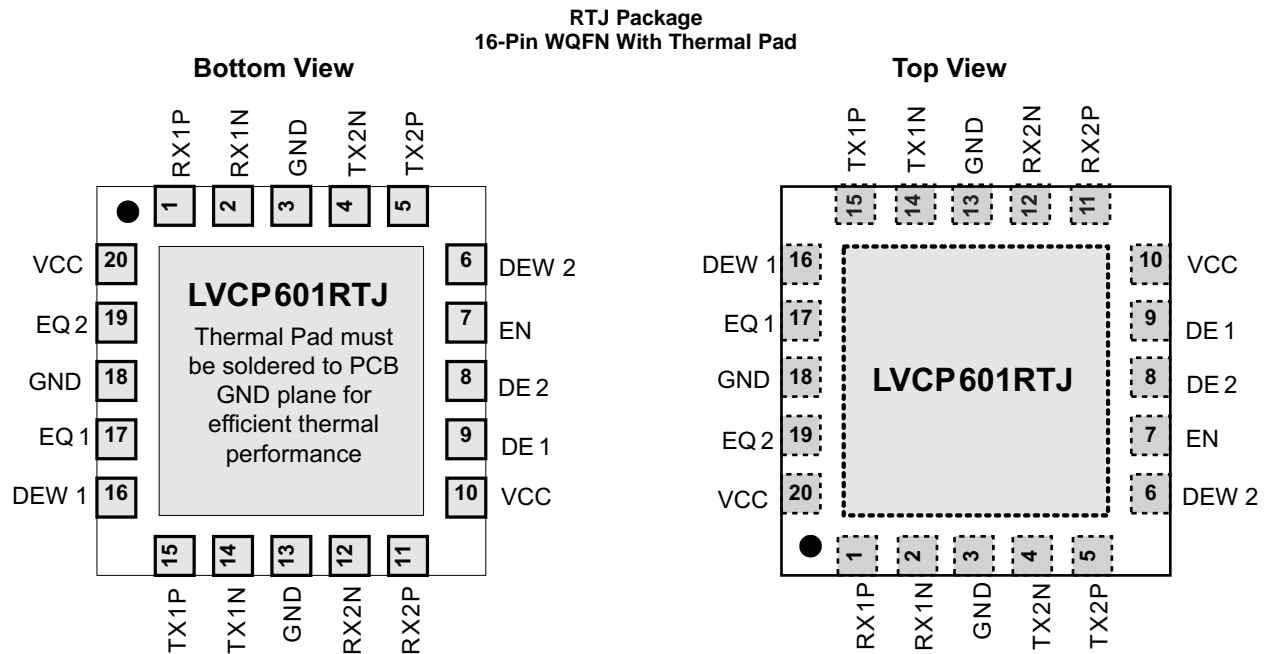 RTJ Package
16-Pin WQFN With Thermal Pad
Bottom View
RX1P
RX1N
GND
TX2N
TX2P
1
2
3
4
5
VCC
20
EQ 2
19
GND
18
EQ 1
17
DEW 1
16
LVCP601RTJ
Thermal Pad must
be soldered to PCB
GND plane for
efficient thermal
performance
6
DEW 2
7
EN
8
DE 2
9
DE 1
10
VCC
15
14
13
12
11
TX1P
TX1N
GND
RX2N
RX2P
Top View
TX1P
TX1N
GND
RX2N
RX2P
15
14
13
12
11
DEW 1
16
EQ 1
17
GND
18
EQ 2
19
VCC
20
LVCP601RTJ
10
VCC
9
DE 1
8
DE 2
7
EN
6
DEW 2
1
2
3
4
5
RX1P
RX1N
GND
TX2N
TX2P